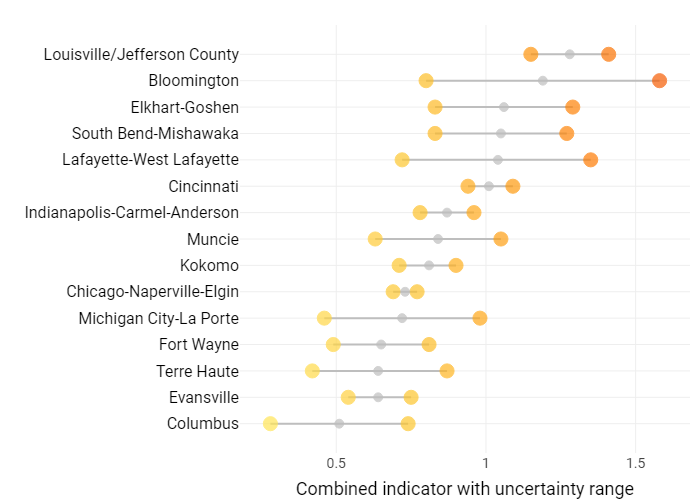 Louisville/Jefferson County
Bloomington
Elkhart-Goshen
South Bend-Mishawaka
Lafayette-West Lafayette
Cincinnati
Indianapolis-Carmel-Anderson
Muncie
Kokomo
Chicago-Naperville-Elgin
Michigan City-La Porte
Fort Wayne
Terre Haute
Evansville
Columbus
0.5 1 1.5
Combined indicator with uncertainty range